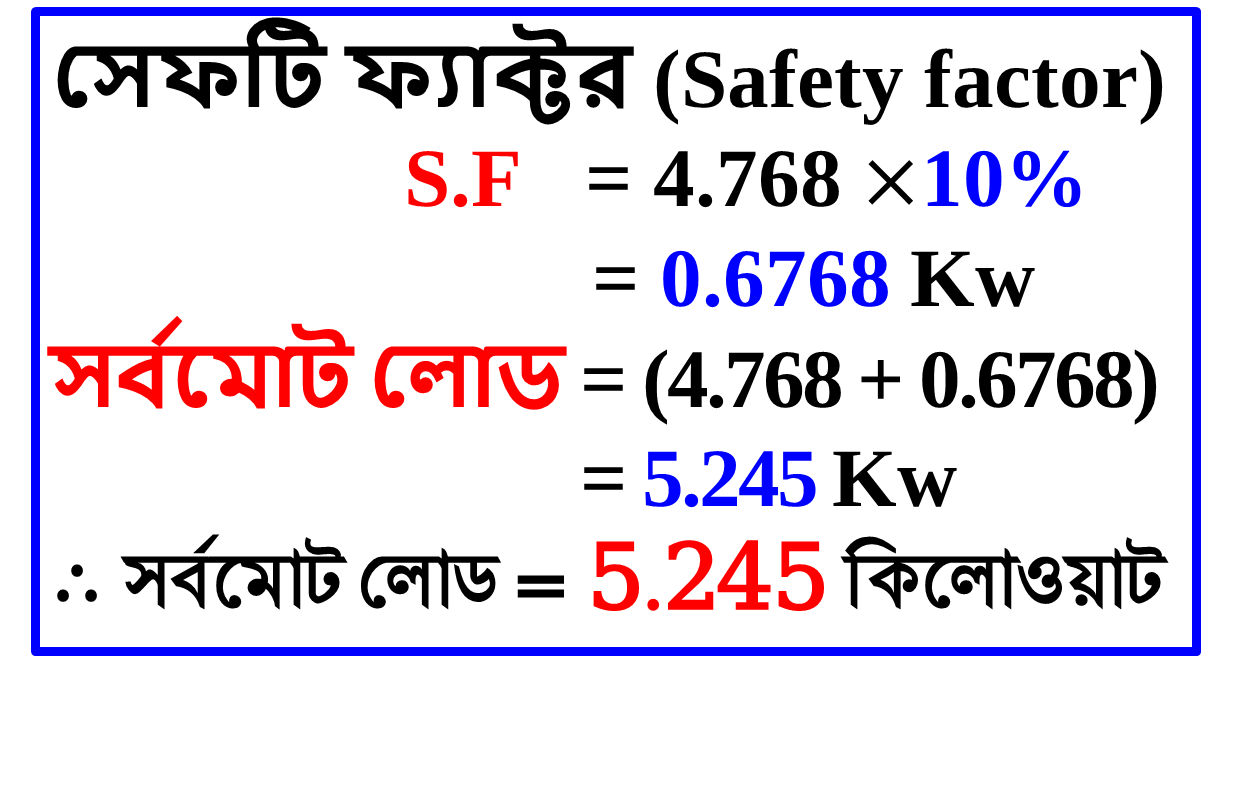 সেফটি ফ্যাক্টর (Safety factor)
S.F = 4.768 ×10%
= 0.6768 Kw
সর্বমোট লোড = (4.768 + 0.6768)
= 5.245 Kw
∴ সর্বমোট লোড = 5.245 কিলোওয়াট